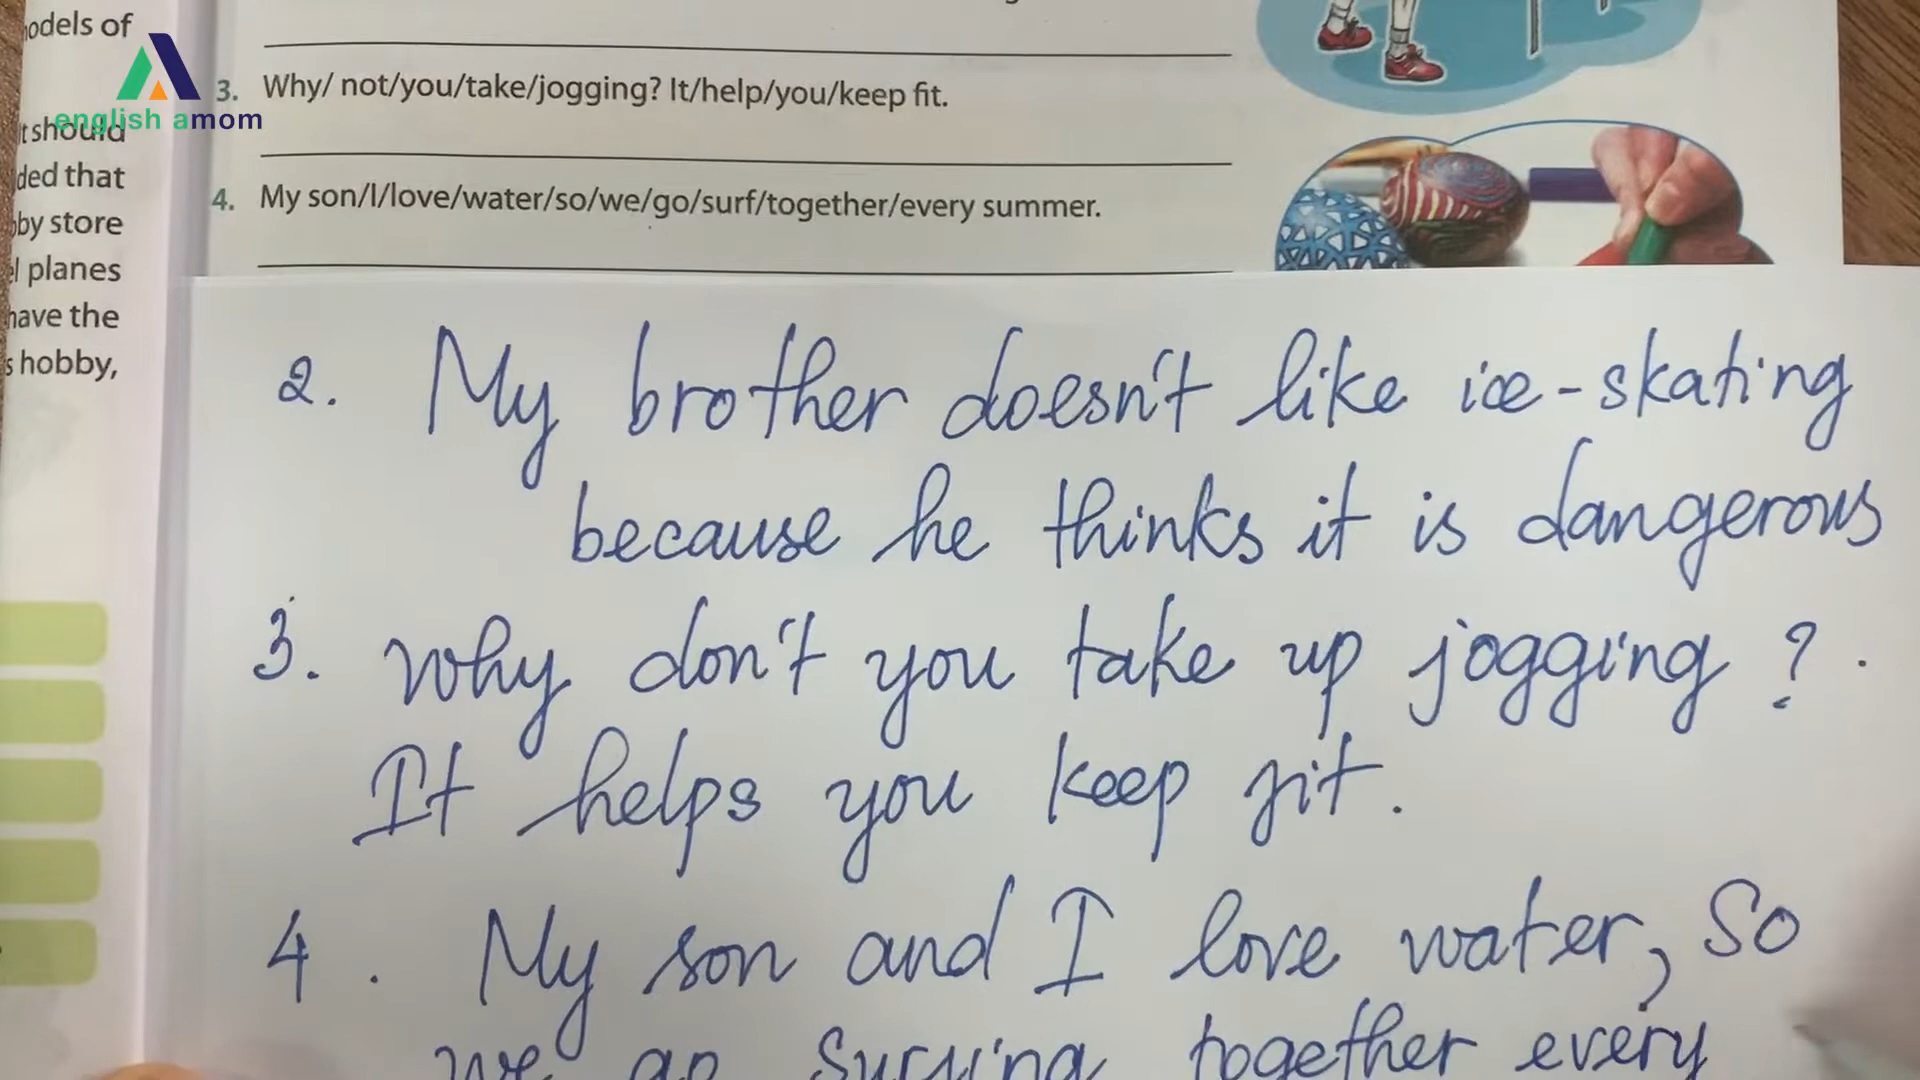 odels of
t should
ded that
by store
l planes
have the
s hobby,
english amom
3. Why/ not/you/take/jogging? It/help/you/keep fit.
4. My son/I/love/water/so/we/go/surf/together/every summer.
2. My brother doesn't like ice-skating
because he thinks it is dangerous
3. Why don't you take up jogging ? .
It helps you keep fit.
4. My son and I love water, So
we go surfing together every